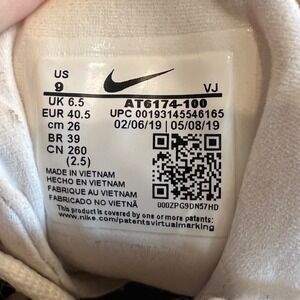 US
9 VJ
UK 6.5 AT6174-100
EUR 40.5 UPC 00193145546165
cm 26 02/06/19 | 05/08/19
BR 39
CN 260
(2.5)
MADE IN VIETNAM
HECHO EN VIETNAM
FABRIQUE AU VIETNAM
FABRICADO NO VIETNÃ 000ZPG9DN57HD
This product is covered by one or more patents:
www.nike.com/patentsvirtualmarking